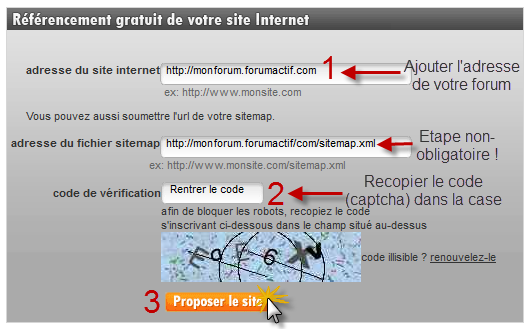 Référencement gratuit de votre site Internet
adresse du site internet http://monforum.forumactif.com 1 Ajouter l'adresse
ex: http://www.monsite.com de votre forum
Vous pouvez aussi soumettre l'url de votre sitemap.
adresse du fichier sitemap http://monforum.forumactif/com/sitemap.xml Etape non-
ex: http://www.monsite.com/sitemap.xml obligatoire !
code de vérification Rentrer le code 2 Recopier le code
(captcha) dans la case
afin de bloquer les robots, recopiez le code
s'inscrivant ci-dessous dans le champ situé au-dessus
code illisible ? renouvelez-le
3 Proposer le site